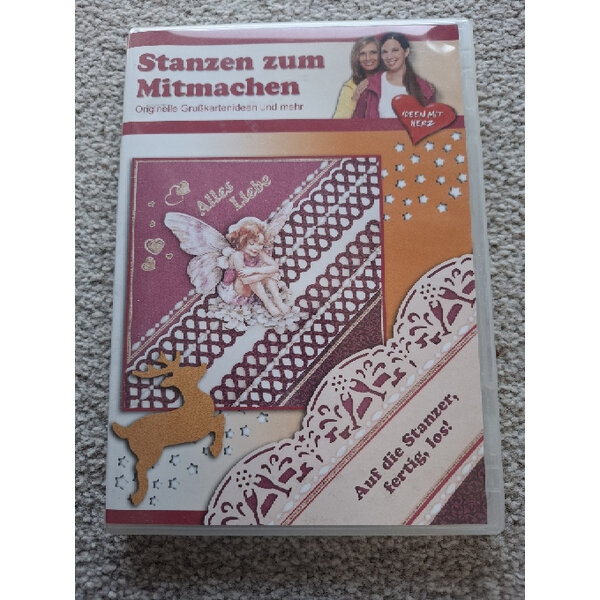 Stanzen zum
Mitmachen
Originelle Grußkartenideen und mehr
IDEEN MIT
HERZ
Alles
Liebe
Auf die Stanzer,
fertig, los!